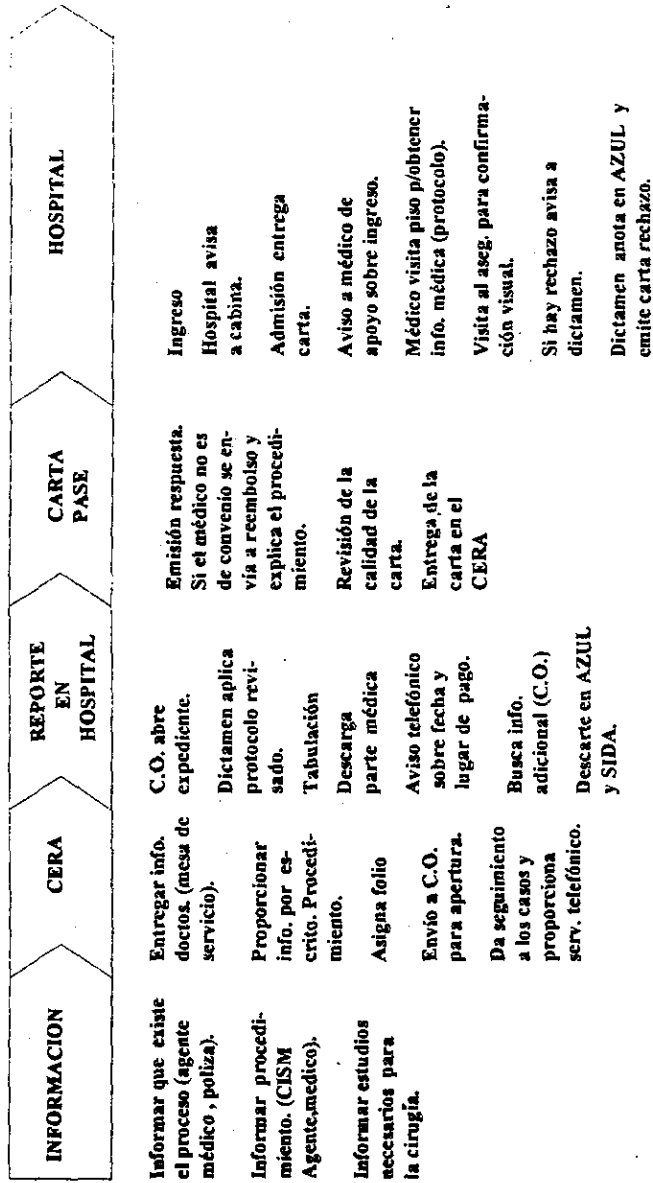 INFORMACION
Informar que existe
el proceso (agente
médico , poliza).
Informar procedi-
miento. (CISM
Agente,medico).
Informar estudios
necesarios para
la cirugía.
CERA
Entregar info.
doctos. (mesa de
servicio).
Proporcionar
info. por es-
crito. Procedi-
miento.
Asigna folio
Envio a C.O.
para apertura.
Da seguimiento
a los casos y
proporciona
serv. telefónico.
REPORTE
EN
HOSPITAL
C.O. abre
expediente.
Dictamen aplica
protocolo revi-
sado.
Tabulación
Descarga
parte médica
Aviso telefónico
sobre fecha y
lugar de pago.
Busca info.
adicional (C.O.)
Descarte en AZUL
y SIDA.
CARTA
PASE
Emisión respuesta.
Si el médico no es
de convenio se en-
vía a reembolso y
explica el procedi-
miento.
Revisión de la
calidad de la
carta.
Entrega de la
carta en el
CERA
HOSPITAL
Ingreso
Hospital avisa
a cabina.
Admisión entrega
carta.
Aviso a médico de
apoyo sobre ingreso.
Médico visita piso p/obtener
info. médica (protocolo).
Visita al aseg. para confirma-
ción visual.
Si hay rechazo avisa a
dictamen.
Dictamen anota en AZUL y
emite carta rechazo.